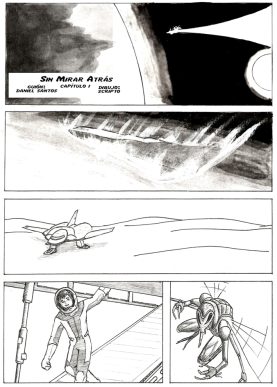 SIN MIRAR ATRÁS
CAPÍTULO 1
GUIÓN:
DANIEL SANTOS
DIBUJO:
SCRIPTO